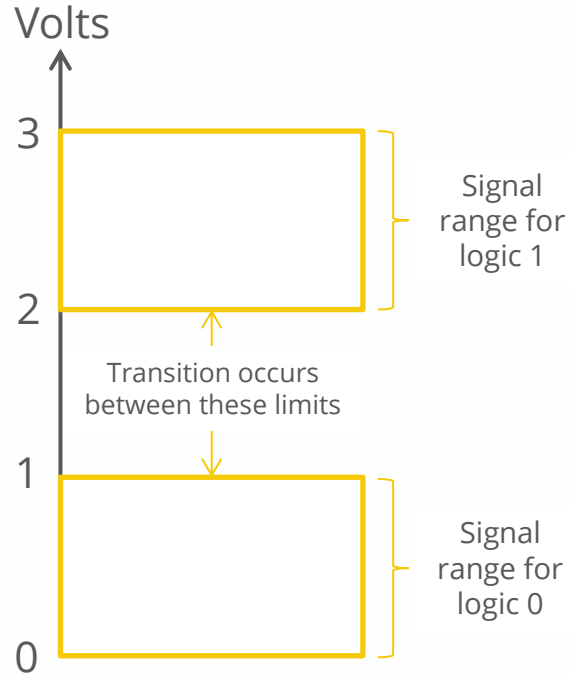 Volts
3
Signal
range for
logic 1
2
Transition occurs
between these limits
1
Signal
range for
logic 0
0